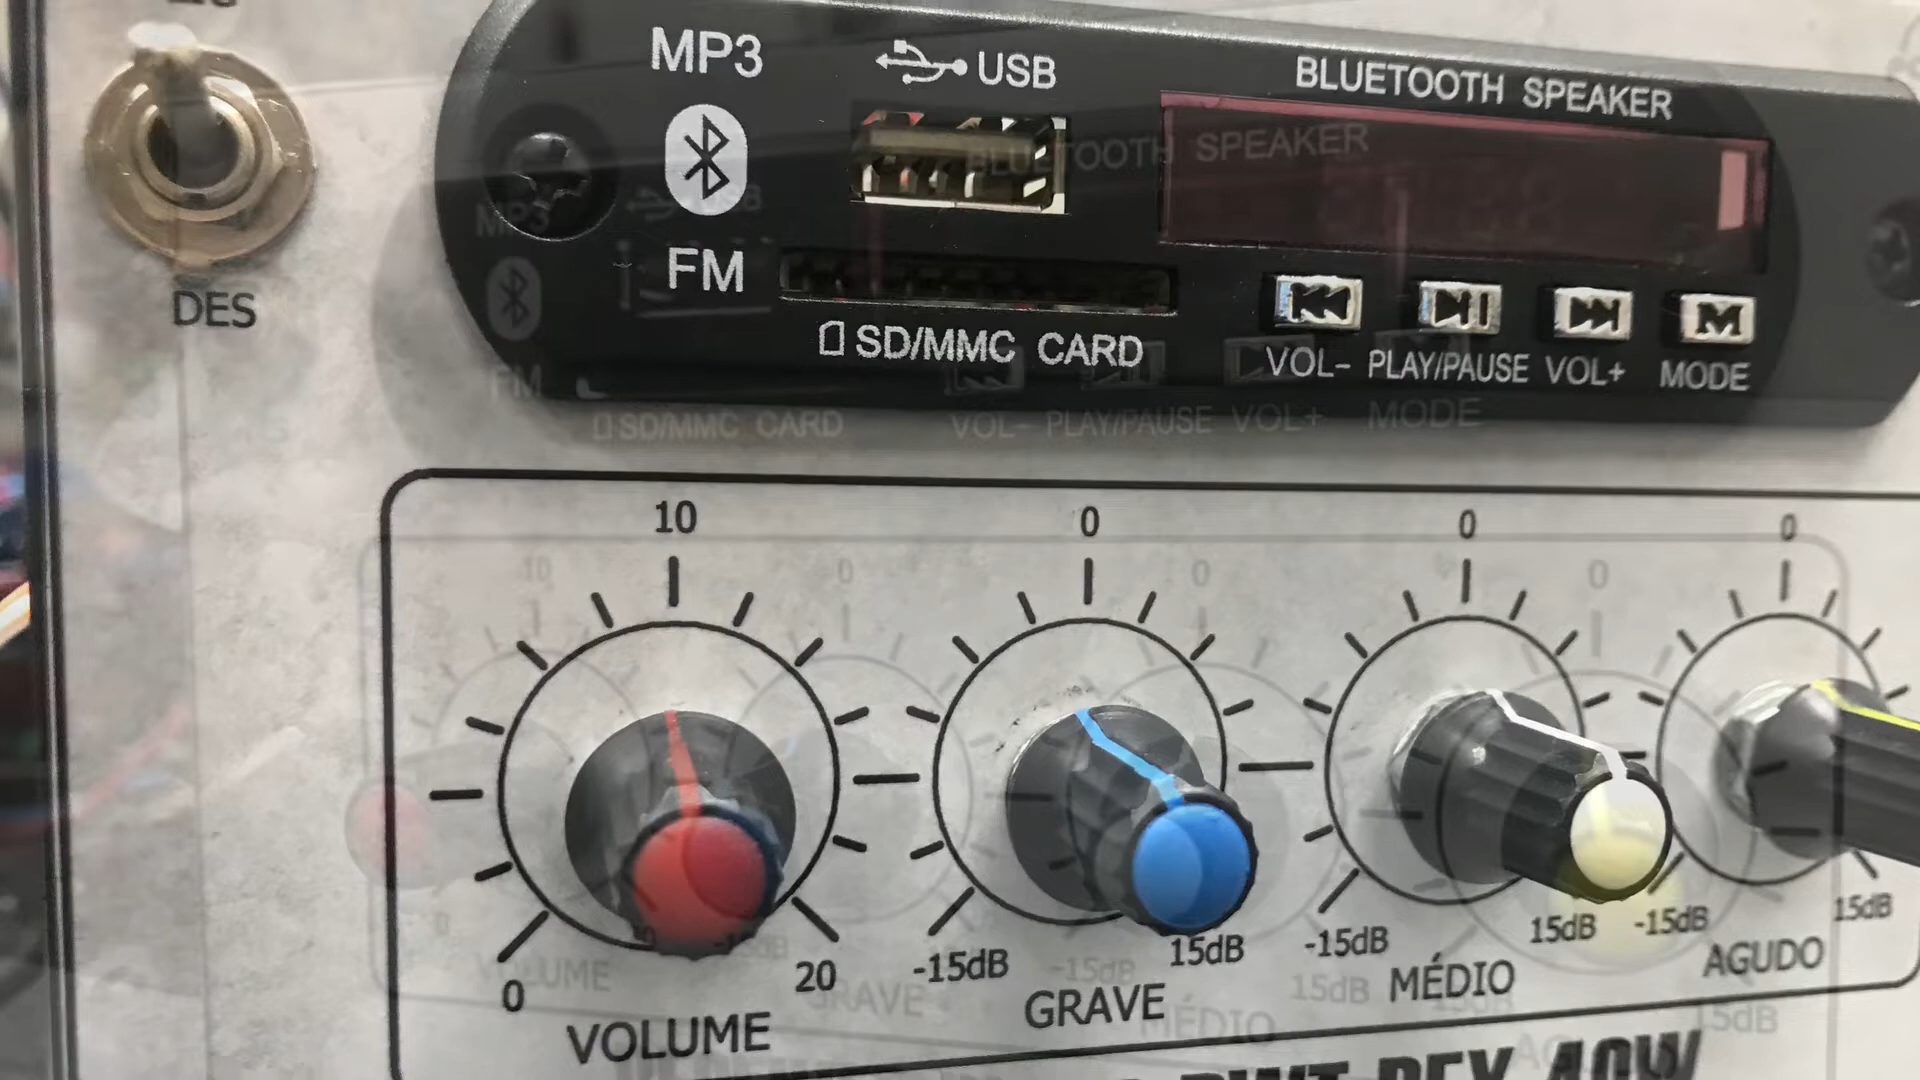 MP3
USB
BLUETOOTH SPEAKER
FM
SD/MMC CARD
VOL- PLAY/PAUSE VOL+ MODE
DES
10
0
0
0
0
20
VOLUME
-15dB
15dB
GRAVE
-15dB
15dB
MÉDIO
-15dB
15dB
AGUDO
40W